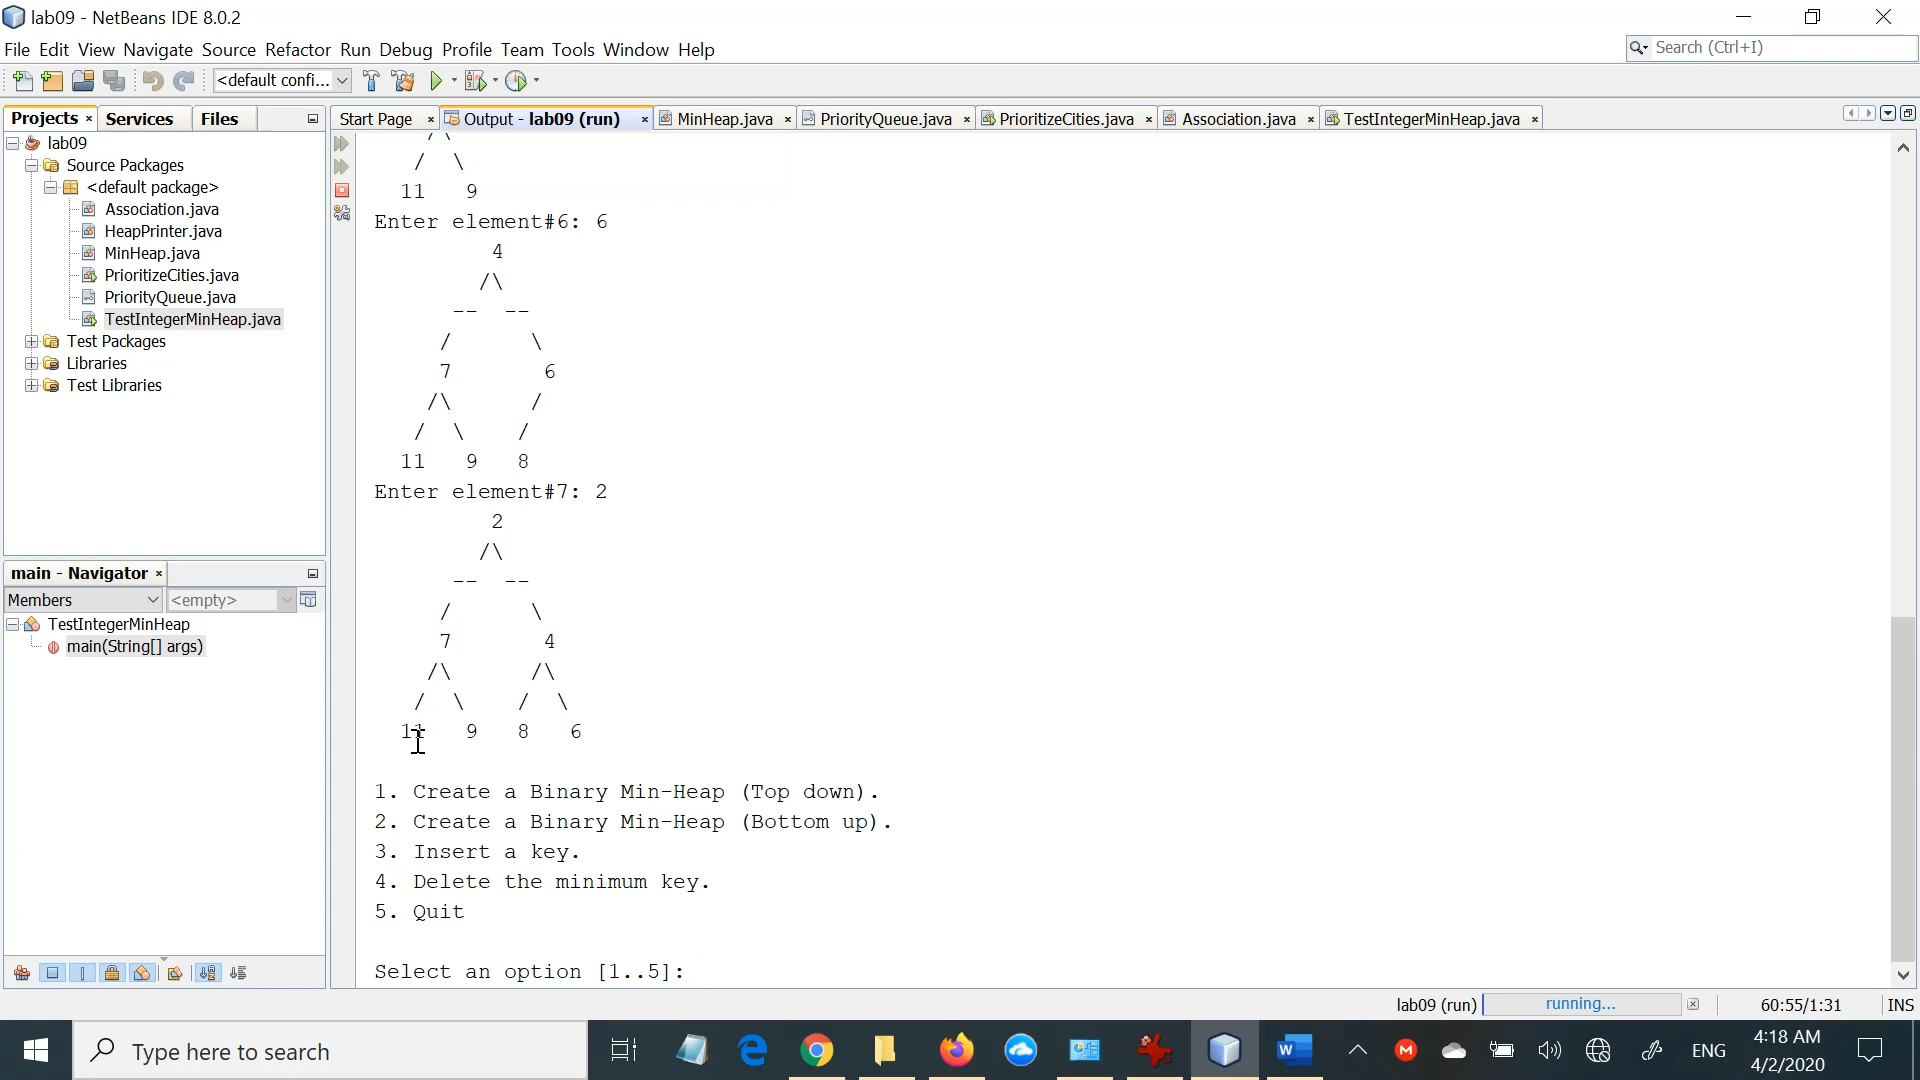 lab09 - NetBeans IDE 8.0.2
File Edit View Navigate Source Refactor Run Debug Profile Team Tools Window Help
Search (Ctrl+I)
<default confi...
Projects Services Files
Start Page Output - lab09 (run) MinHeap.java PriorityQueue.java PrioritizeCities.java Association.java TestIntegerMinHeap.java
lab09
Source Packages
<default package>
Association.java
HeapPrinter.java
MinHeap.java
PrioritizeCities.java
PriorityQueue.java
TestIntegerMinHeap.java
Test Packages
Libraries
Test Libraries
main - Navigator
Members <empty>
TestIntegerMinHeap
main(String[] args)
/\
/ \
11 9
Enter element#6: 6
4
/\
-- --
/ \
7 6
/\ /
/ \ /
11 9 8
Enter element#7: 2
2
/\
-- --
/ \
7 4
/\ /\
/ \ / \
11 9 8 6
1. Create a Binary Min-Heap (Top down).
2. Create a Binary Min-Heap (Bottom up).
3. Insert a key.
4. Delete the minimum key.
5. Quit
Select an option [1..5]:
lab09 (run) running... 60:55/1:31 INS
Type here to search
ENG
4:18 AM
4/2/2020